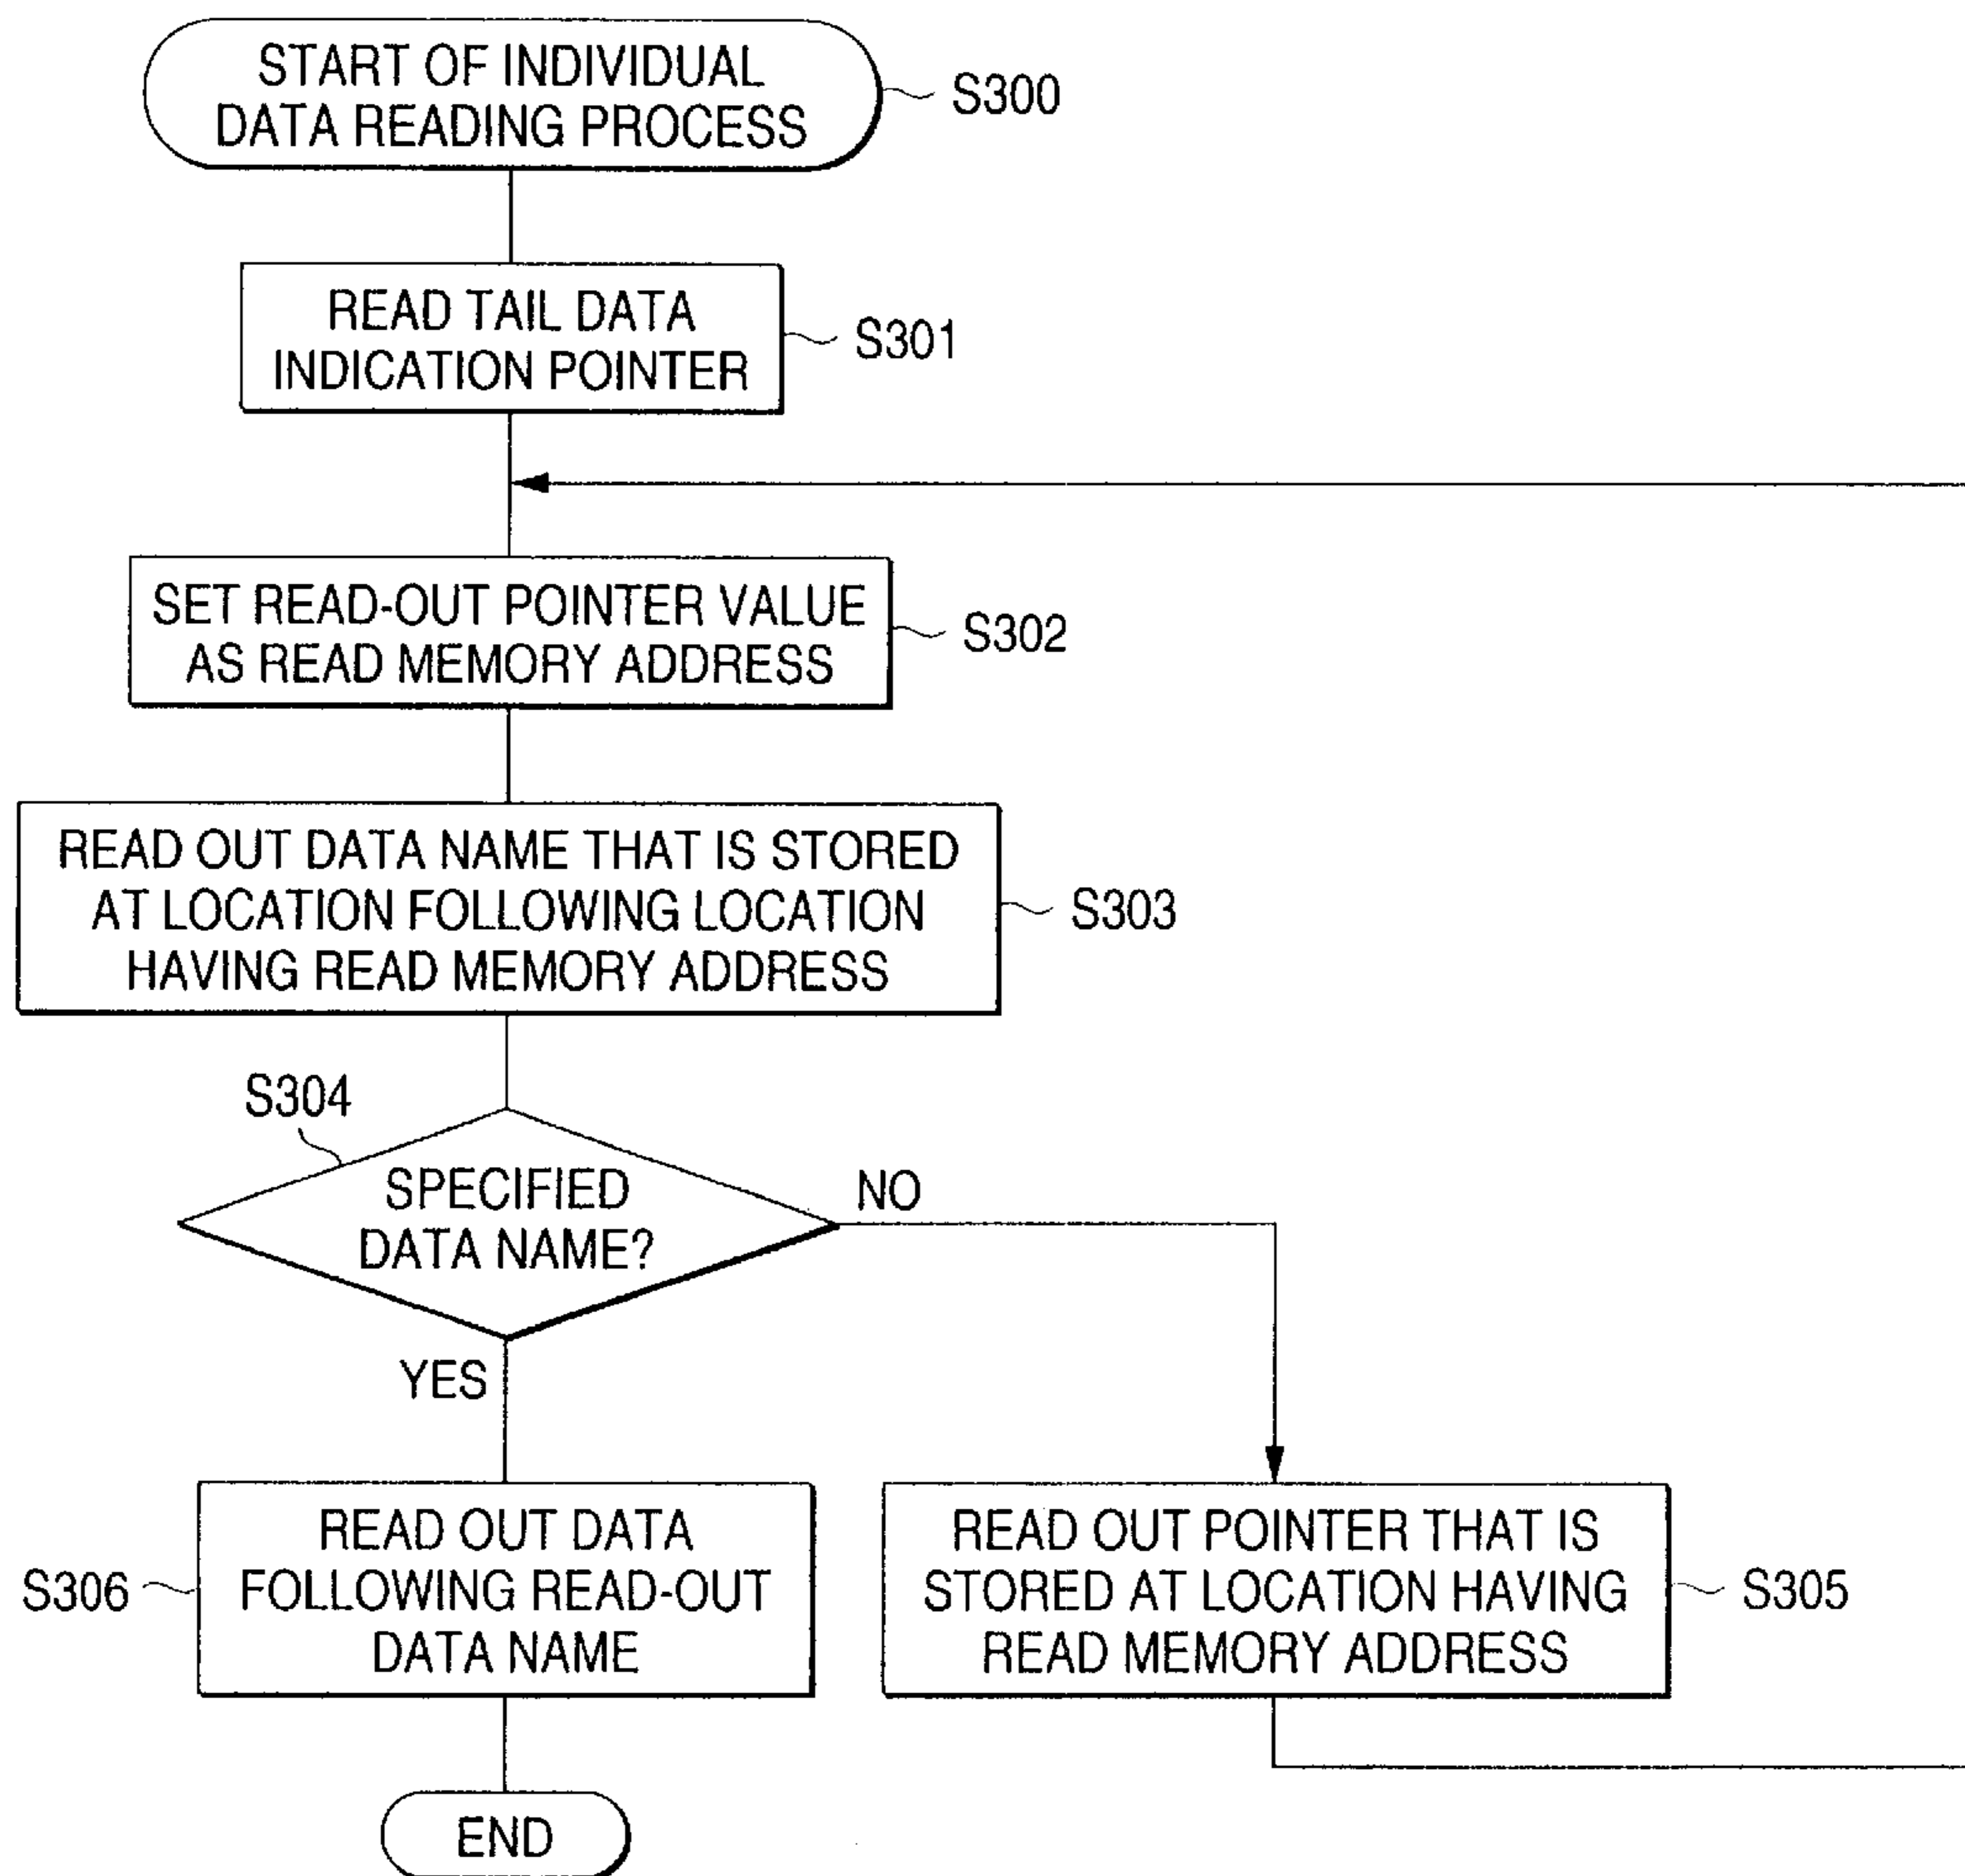 START OF INDIVIDUAL
DATA READING PROCESS
S300
READ TAIL DATA
INDICATION POINTER
S301
SET READ-OUT POINTER VALUE
AS READ MEMORY ADDRESS
S302
READ OUT DATA NAME THAT IS STORED
AT LOCATION FOLLOWING LOCATION
HAVING READ MEMORY ADDRESS
S303
S304
SPECIFIED
DATA NAME?
NO
YES
S306
READ OUT DATA
FOLLOWING READ-OUT
DATA NAME
READ OUT POINTER THAT IS
STORED AT LOCATION HAVING
READ MEMORY ADDRESS
S305
END